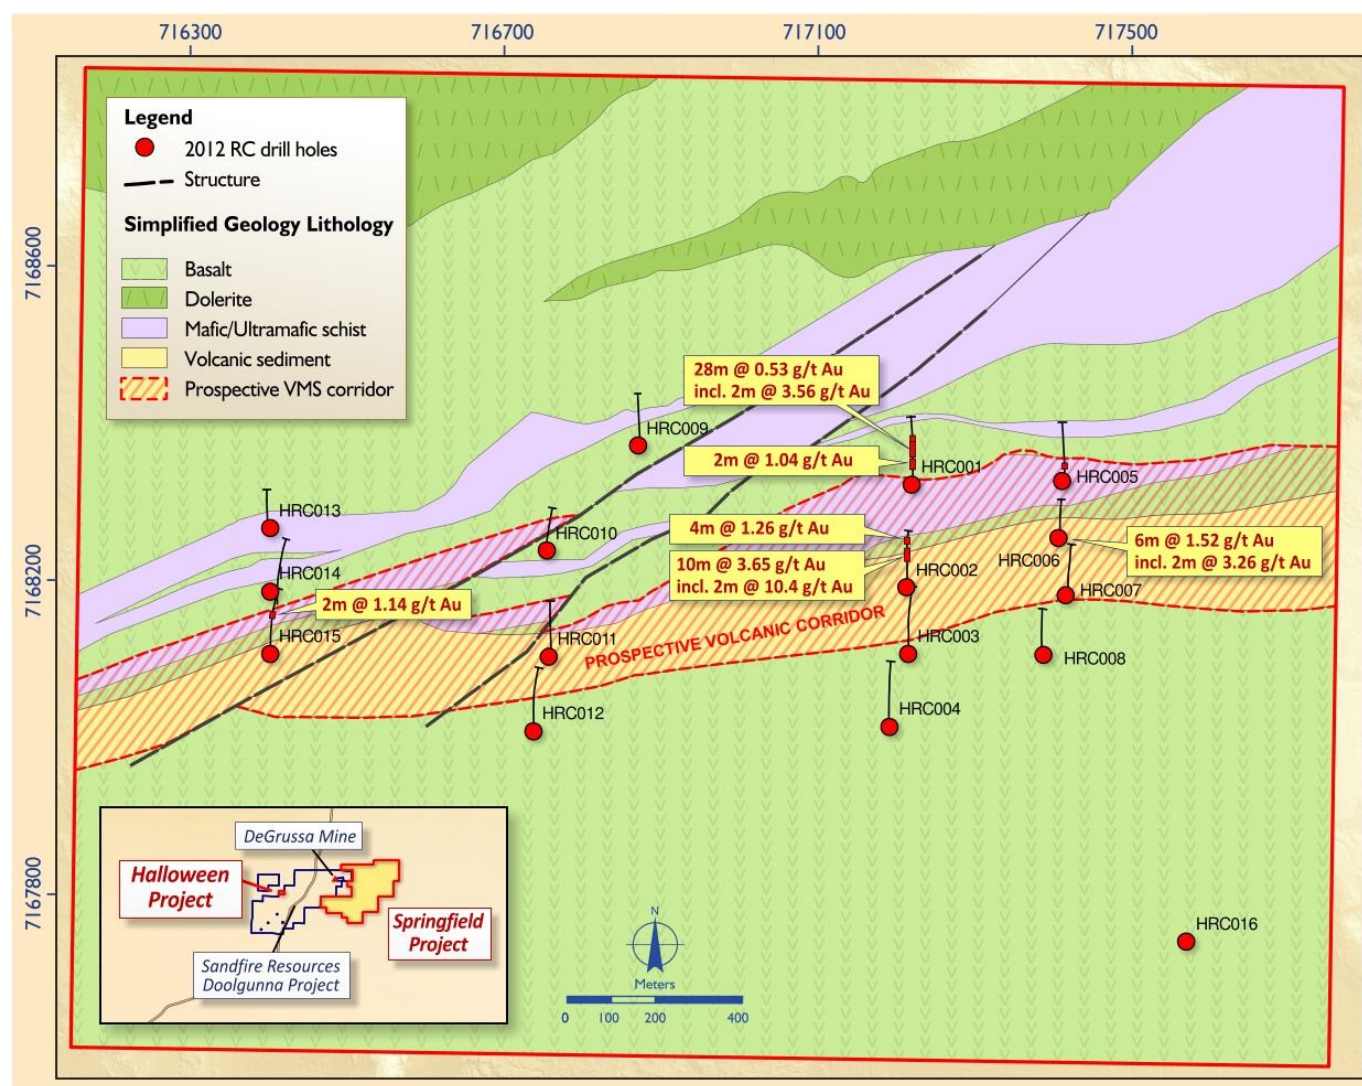 716300
716700
717100
717500
7168600
7168200
7167800
Legend
2012 RC drill holes
Structure
Simplified Geology Lithology
Basalt
Dolerite
Mafic/Ultramafic schist
Volcanic sediment
Prospective VMS corridor
28m @ 0.53 g/t Au
incl. 2m @ 3.56 g/t Au
HRC009
2m @ 1.04 g/t Au
HRC001
HRC005
HRC013
HRC010
4m @ 1.26 g/t Au
10m @ 3.65 g/t Au
incl. 2m @ 10.4 g/t Au
6m @ 1.52 g/t Au
incl. 2m @ 3.26 g/t Au
HRC006
HRC014
HRC002
HRC007
2m @ 1.14 g/t Au
HRC015
HRC011
PROSPECTIVE VOLCANIC CORRIDOR
HRC003
HRC008
HRC012
HRC004
DeGrussa Mine
Halloween
Project
Springfield
Project
Sandfire Resources
Doolgunna Project
N
Meters
0 100 200 400
HRC016